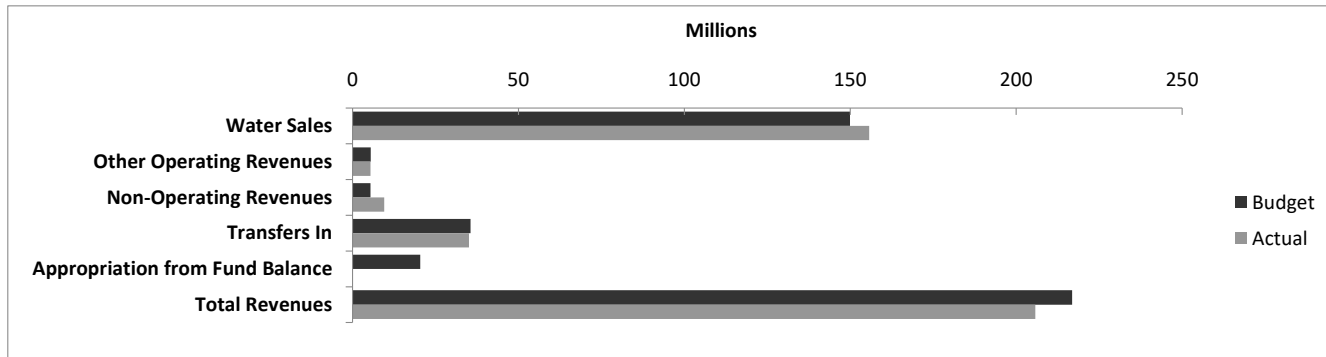 Millions
0 50 100 150 200 250
Water Sales
Other Operating Revenues
Non-Operating Revenues
Transfers In
Appropriation from Fund Balance
Total Revenues
Budget
Actual